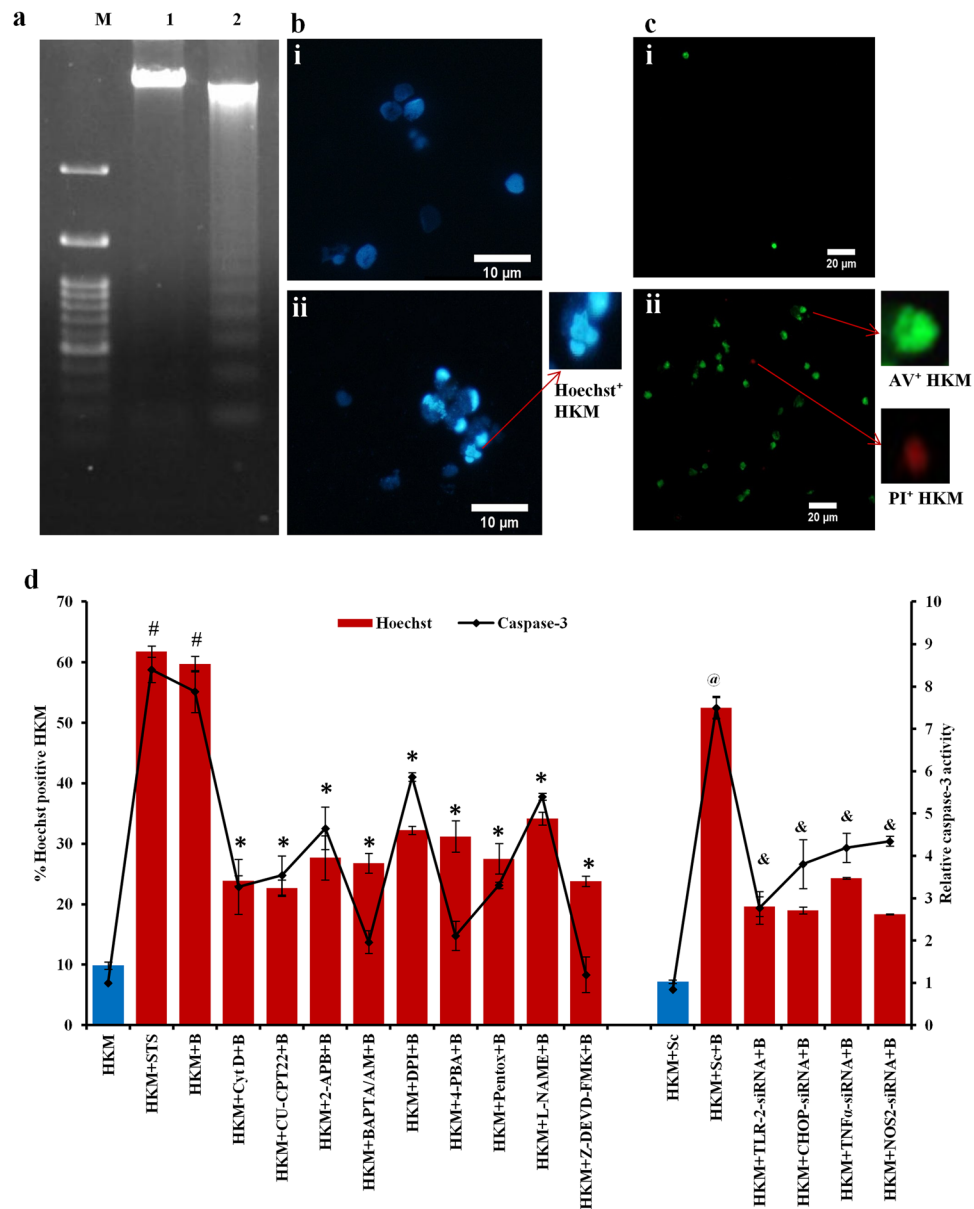 a
M 1 2
b
i
10 µm
ii
10 µm
Hoechst⁺
HKM
c
i
20 µm
ii
20 µm
AV⁺ HKM
PI⁺ HKM
d
% Hoechst positive HKM
70
60
50
40
30
20
10
0
Hoechst
Caspase-3
#
#
*
*
*
*
*
*
*
*
*
@
&
&
&
&
10
9
8
7
6
5
4
3
2
1
0
Relative caspase-3 activity
HKM
HKM+STS
HKM+B
HKM+Cyt D+B
HKM+CU-CPT22+B
HKM+2-APB+B
HKM+BAPTA/AM+B
HKM+DPI+B
HKM+4-PBA+B
HKM+Pentox+B
HKM+L-NAME+B
HKM+Z-DEVD-FMK+B
HKM+Sc
HKM+Sc+B
HKM+TLR-2-siRNA+B
HKM+CHOP-siRNA+B
HKM+TNFα-siRNA+B
HKM+NOS2-siRNA+B